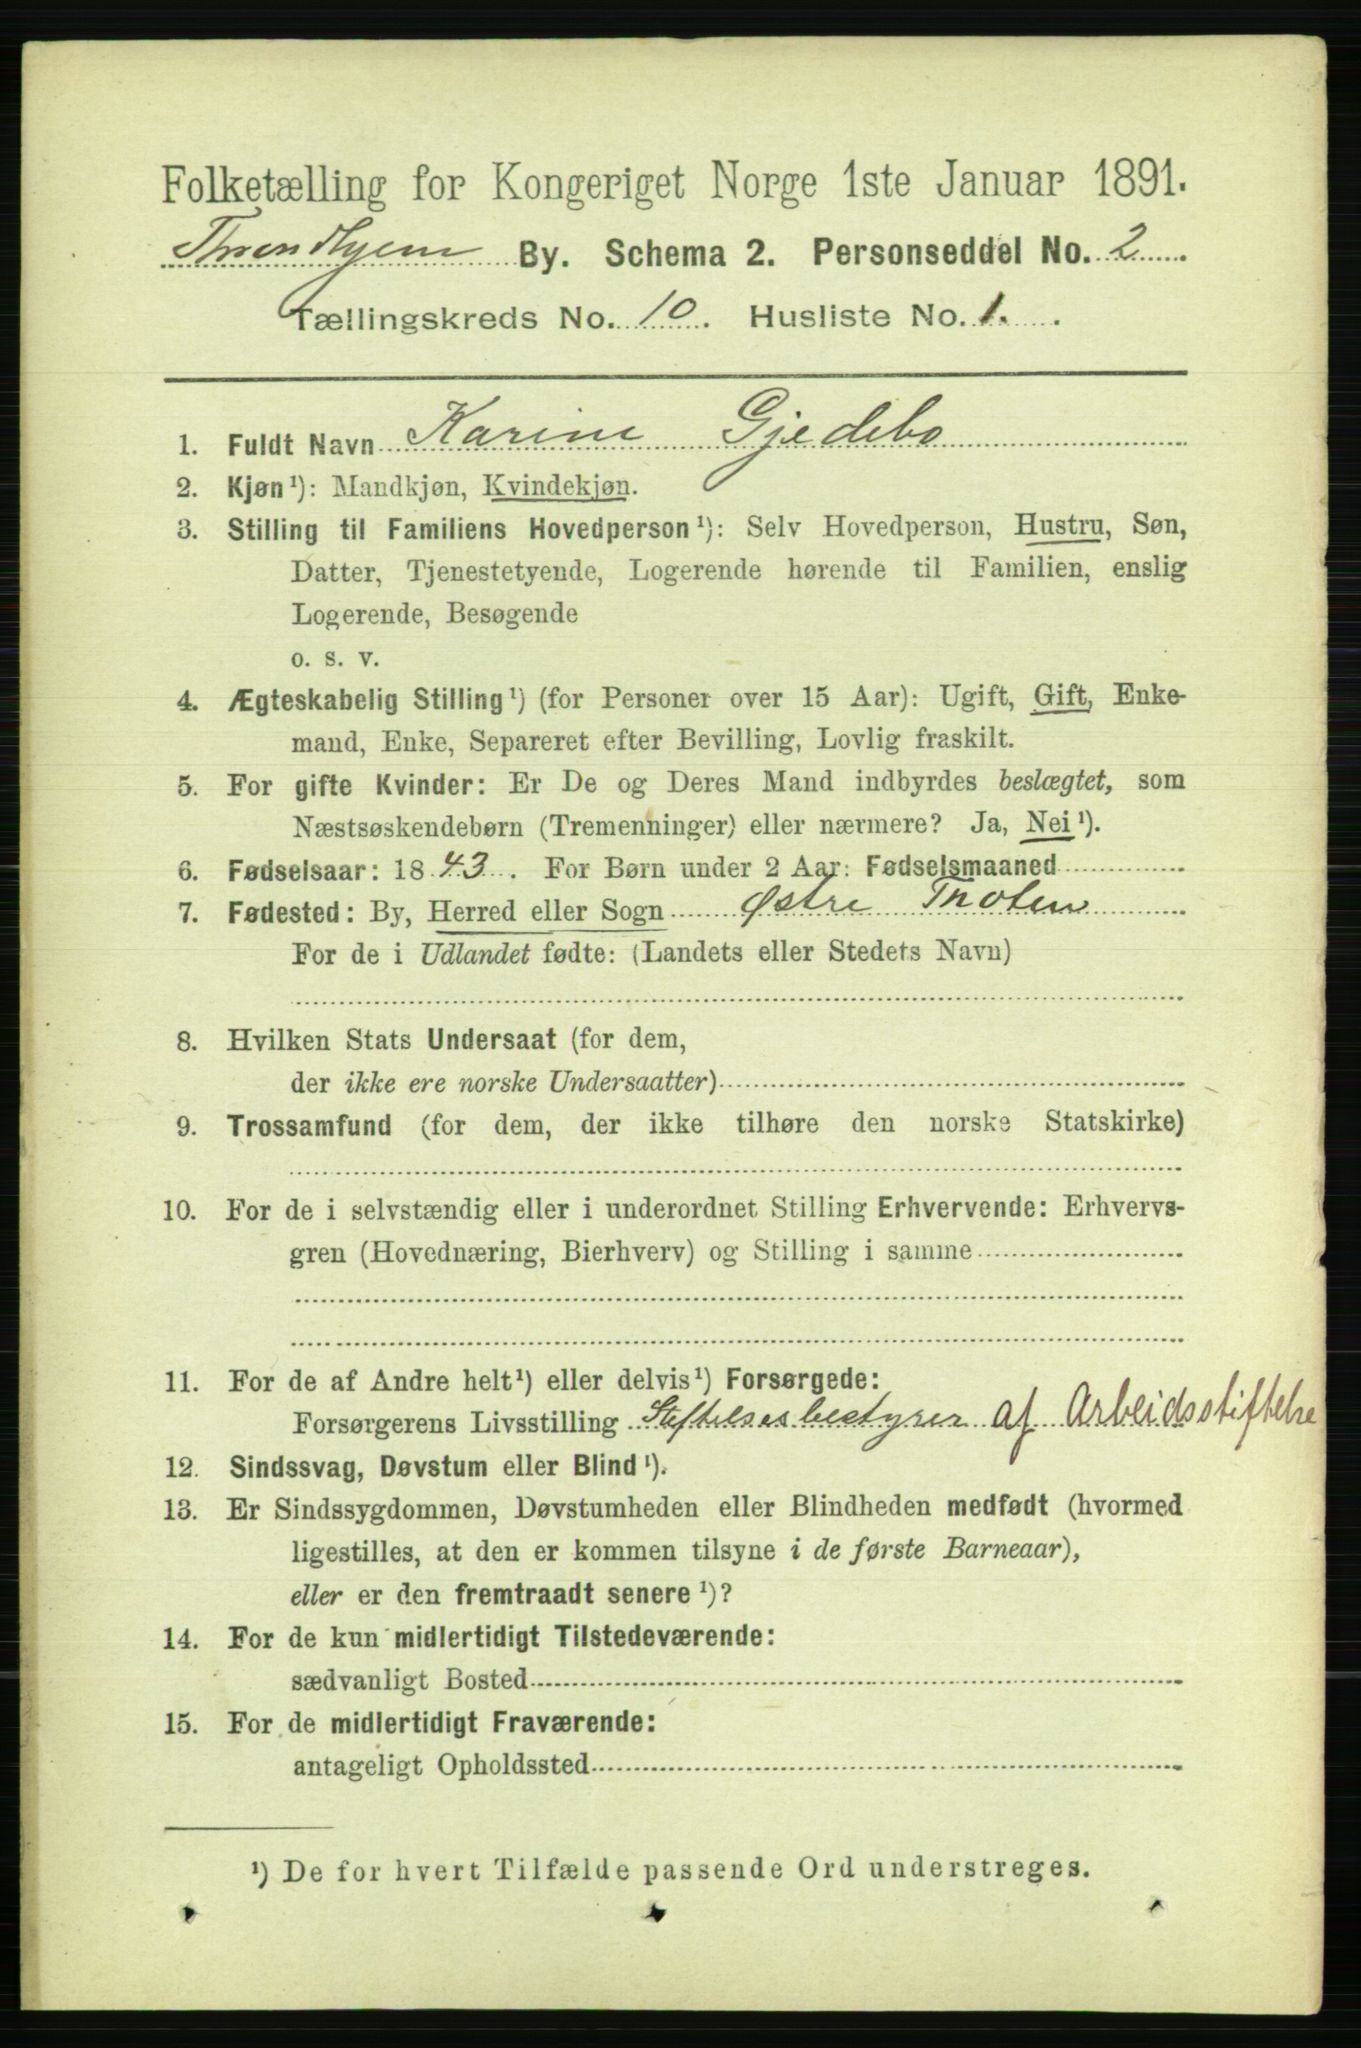 Folketælling for Kongeriget Norge 1ste Januar 1891.
Throndhjem By. Schema 2. Personseddel No. 2
Tællingskreds No. 10. Husliste No. 1.
1. Fuldt Navn Karine Gjedebo
2. Kjøn¹): Mandkjøn, Kvindekjøn.
3. Stilling til Familiens Hovedperson¹): Selv Hovedperson, Hustru, Søn,
Datter, Tjenestetyende, Logerende hørende til Familien, enslig
Logerende, Besøgende
o. s. v.
4. Ægteskabelig Stilling¹) (for Personer over 15 Aar): Ugift, Gift, Enke-
mand, Enke, Separeret efter Bevilling, Lovlig fraskilt.
5. For gifte Kvinder: Er De og Deres Mand indbyrdes beslægtet, som
Næstsøskendebørn (Tremenninger) eller nærmere? Ja, Nei¹).
6. Fødselsaar: 1843. For Børn under 2 Aar: Fødselsmaaned
7. Fødested: By, Herred eller Sogn Østre Thoten
For de i Udlandet fødte: (Landets eller Stedets Navn)
8. Hvilken Stats Undersaat (for dem,
der ikke ere norske Undersaatter)
9. Trossamfund (for dem, der ikke tilhøre den norske Statskirke)
10. For de i selvstændig eller i underordnet Stilling Erhvervende: Erhvervs-
gren (Hovednæring, Bierhverv) og Stilling i samme
11. For de af Andre helt¹) eller delvis¹) Forsørgede:
Forsørgerens Livsstilling Stiftelsesbestyrer af Arbeidsstiftelse
12. Sindssvag, Døvstum eller Blind¹).
13. Er Sindssygdommen, Døvstumheden eller Blindheden medfødt (hvormed
ligestilles, at den er kommen tilsyne i de første Barneaar),
eller er den fremtraadt senere¹)?
14. For de kun midlertidigt Tilstedeværende:
sædvanligt Bosted
15. For de midlertidigt Fraværende:
antageligt Opholdssted
¹) De for hvert Tilfælde passende Ord understreges.